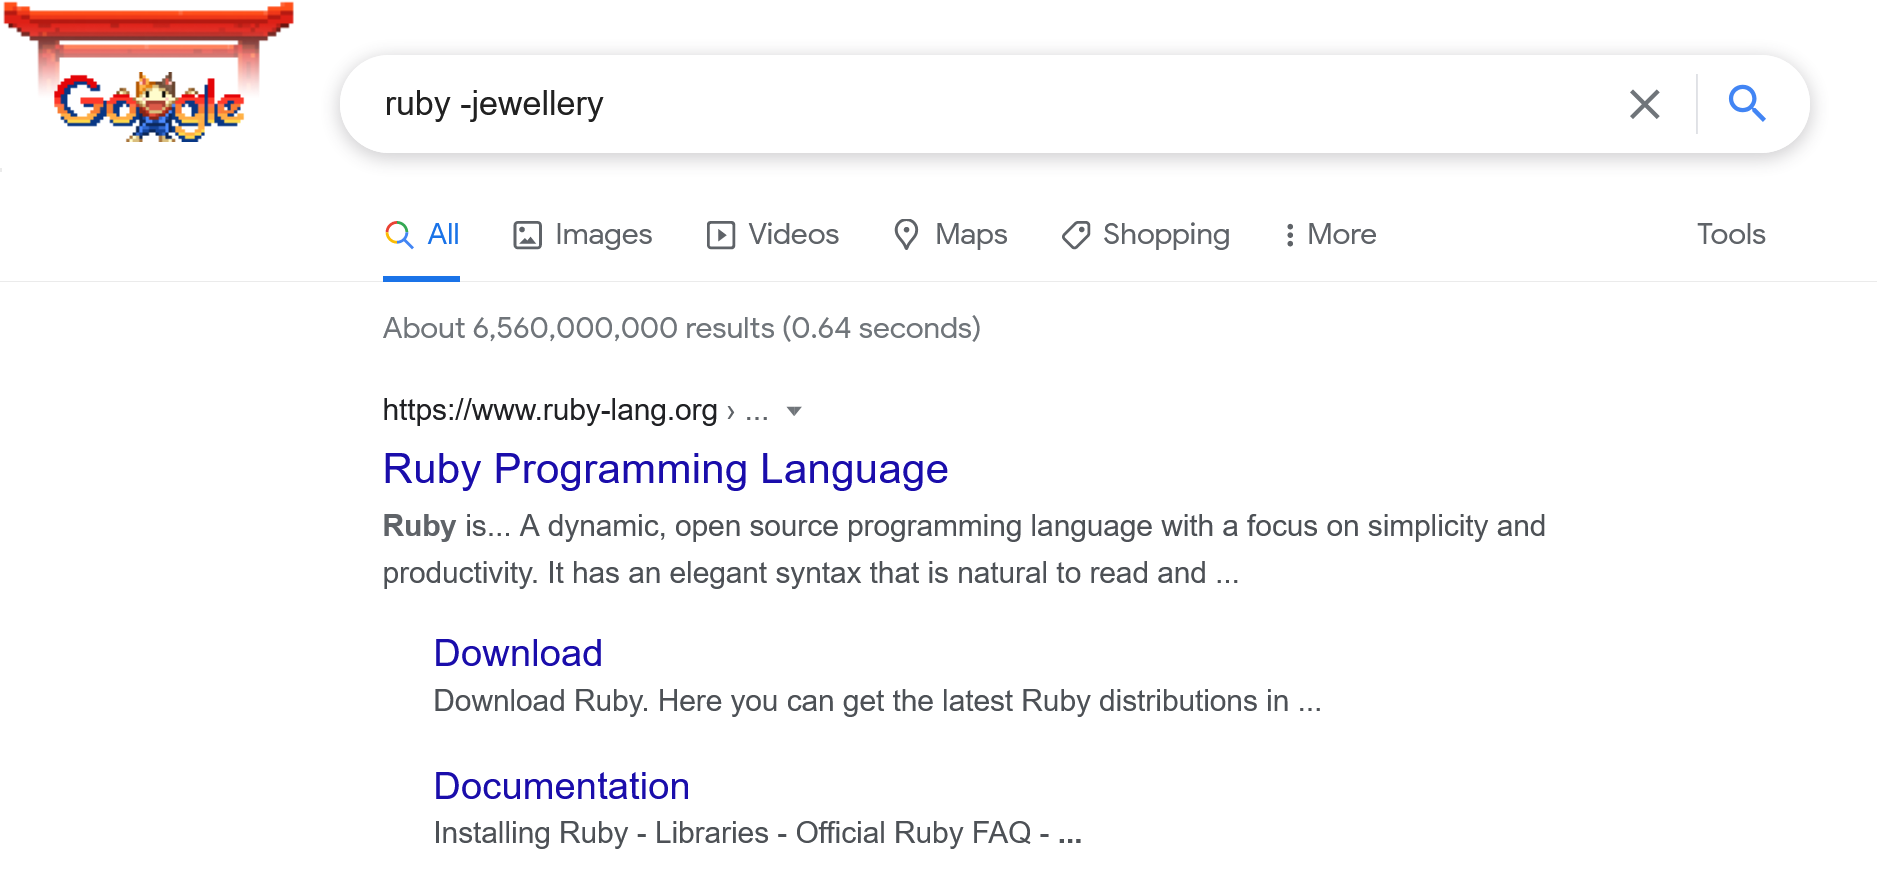 Google
ruby -jewellery
All Images Videos Maps Shopping More Tools
About 6,560,000,000 results (0.64 seconds)
https://www.ruby-lang.org › ...
Ruby Programming Language
Ruby is... A dynamic, open source programming language with a focus on simplicity and
productivity. It has an elegant syntax that is natural to read and ...
Download
Download Ruby. Here you can get the latest Ruby distributions in ...
Documentation
Installing Ruby - Libraries - Official Ruby FAQ - ...